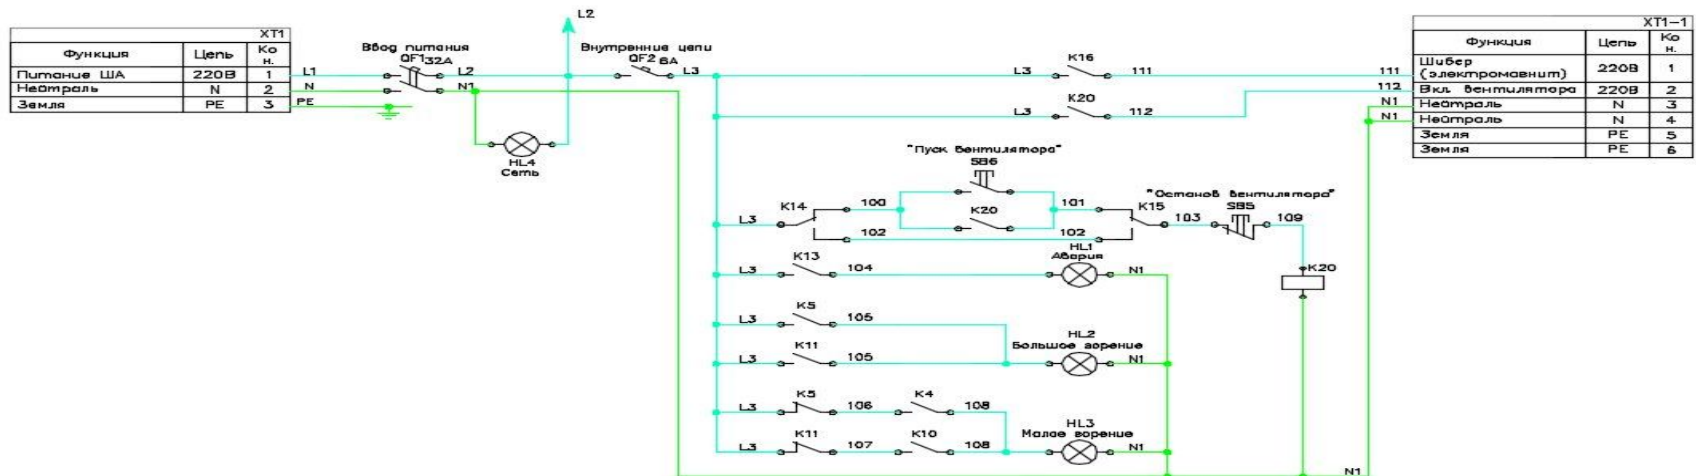 L2
XT1
Функция Цепь Ко н.
Питание ША 220В 1
Нейтраль N 2
Земля PE 3
L1
N
PE
Ввод питания
QF1 32A
L2
N1
HL4
Сеть
Внутренние цепи
QF2 6A
L3
L3 K16 111
L3 K20 112
XT1-1
Функция Цепь Ко н.
111 Шибер (электромагнит) 220В 1
112 Вкл. вентилятора 220В 2
N1 Нейтраль N 3
N1 Нейтраль N 4
Земля PE 5
Земля PE 6
"Пуск вентилятора"
SB6
"Останов вентилятора"
SB5
L3 K14 100 K20 101 K15 103 109
102 102
K20
HL1
Авария
L3 K13 104 N1
L3 K5 105
HL2
Большое горение
L3 K11 105 N1
L3 K5 106 K4 108
HL3
Малое горение
L3 K11 107 K10 108 N1
N1